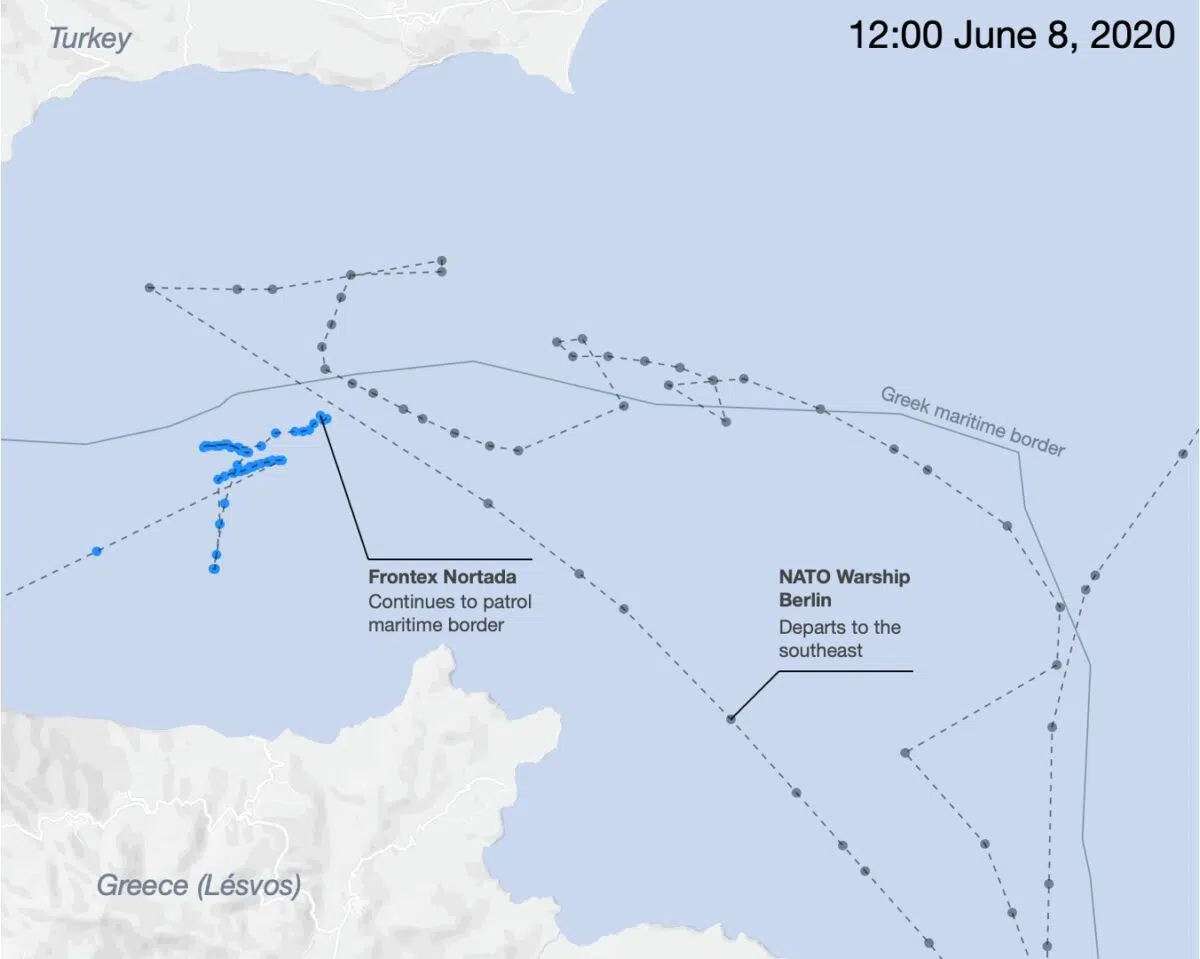 Turkey
12:00 June 8, 2020
Greek maritime border
Frontex Nortada
Continues to patrol
maritime border
NATO Warship
Berlin
Departs to the
southeast
Greece (Lésvos)